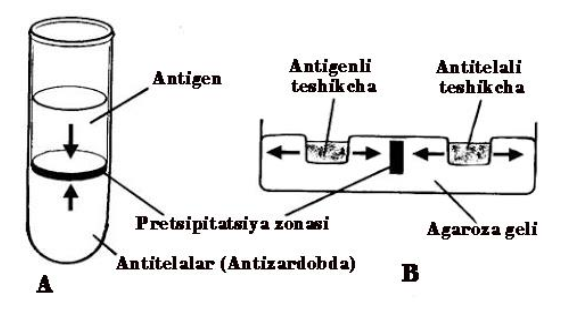 Antigen
Antigenli
teshikcha
Antitelali
teshikcha
Pretsipitatsiya zonasi
Agaroza geli
Antitelalar (Antizardobda)
A
B